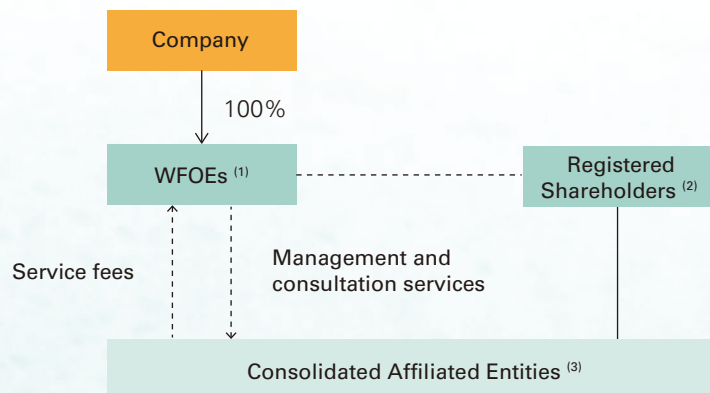 Company
100%
WFOEs (1)
Registered
Shareholders (2)
Service fees
Management and
consultation services
Consolidated Affiliated Entities (3)